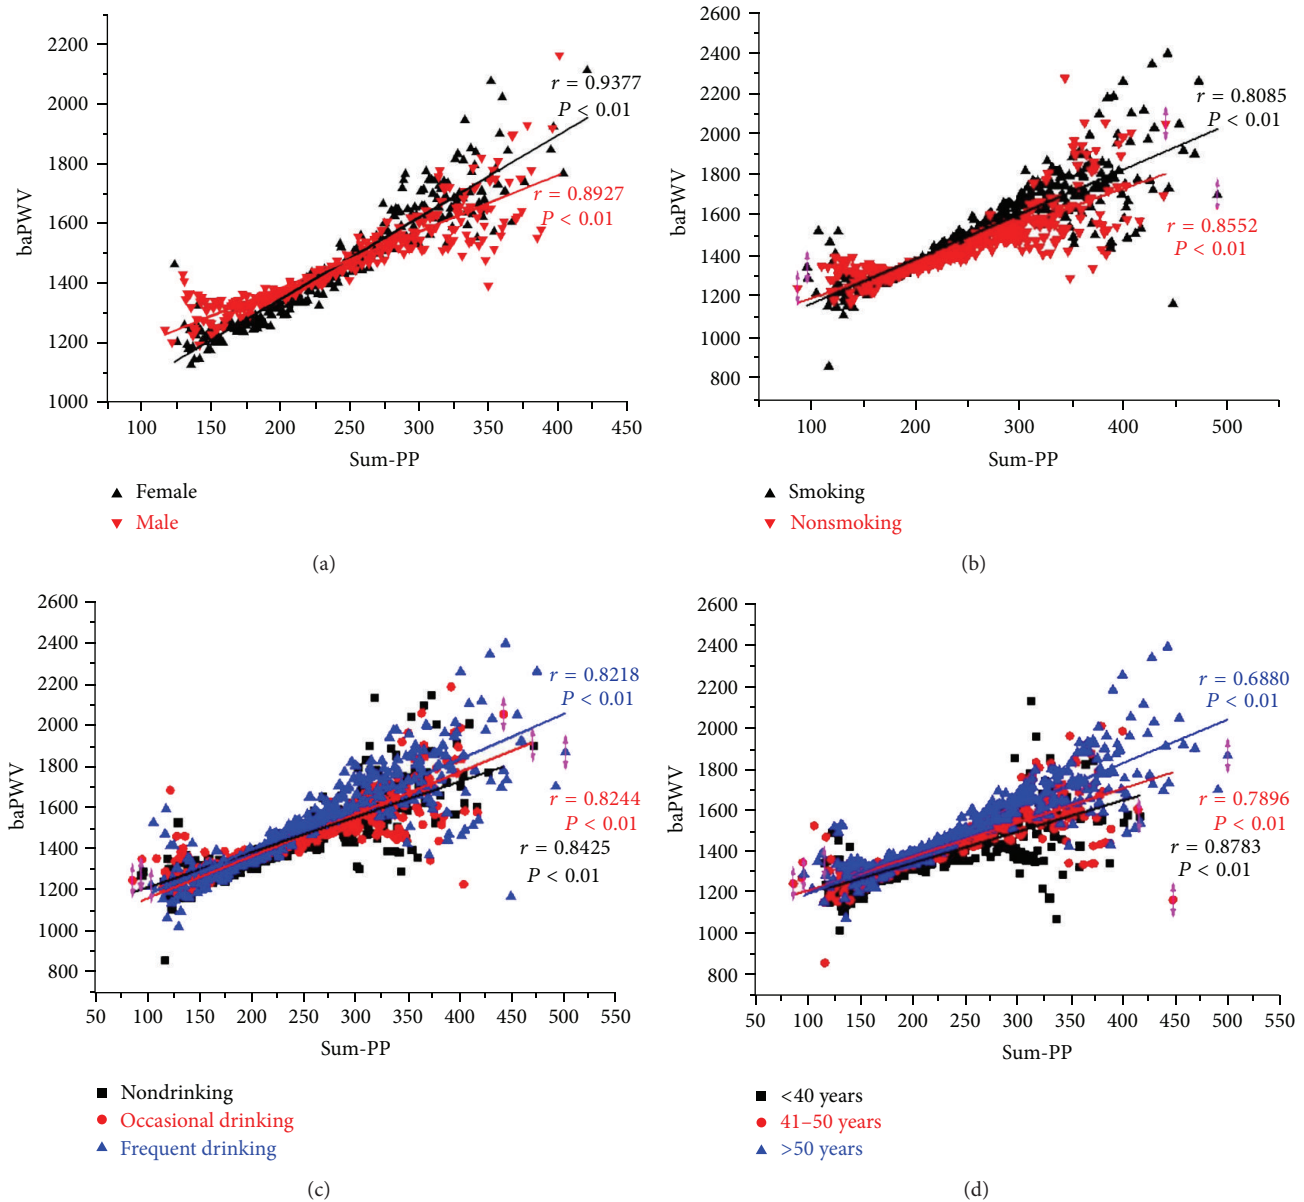 2200
2000
1800
1600
1400
1200
1000
baPWV
100 150 200 250 300 350 400 450
Sum-PP
r = 0.9377
P < 0.01
r = 0.8927
P < 0.01
Female
Male
(a)
2600
2400
2200
2000
1800
1600
1400
1200
1000
800
baPWV
100 200 300 400 500
Sum-PP
r = 0.8085
P < 0.01
r = 0.8552
P < 0.01
Smoking
Nonsmoking
(b)
2600
2400
2200
2000
1800
1600
1400
1200
1000
800
baPWV
50 100 150 200 250 300 350 400 450 500 550
Sum-PP
r = 0.8218
P < 0.01
r = 0.8244
P < 0.01
r = 0.8425
P < 0.01
Nondrinking
Occasional drinking
Frequent drinking
(c)
2600
2400
2200
2000
1800
1600
1400
1200
1000
800
baPWV
50 100 150 200 250 300 350 400 450 500 550
Sum-PP
r = 0.6880
P < 0.01
r = 0.7896
P < 0.01
r = 0.8783
P < 0.01
<40 years
41–50 years
>50 years
(d)